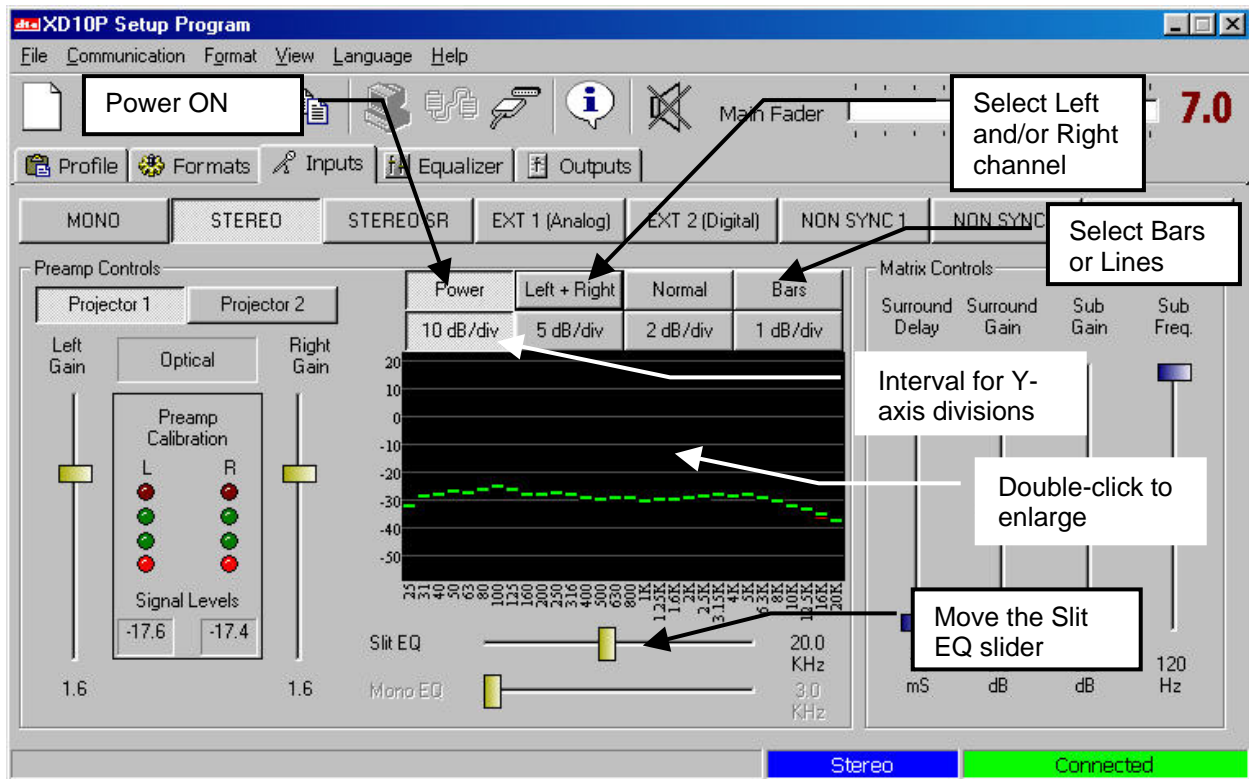 dts XD10P Setup Program
File Communication Format View Language Help
Power ON
Main Fader
7.0
Select Left
and/or Right
channel
Profile Formats Inputs Equalizer Outputs
MONO STEREO STEREO SR EXT 1 (Analog) EXT 2 (Digital) NON SYNC 1 NON SYNC
Select Bars
or Lines
Preamp Controls
Projector 1 Projector 2
Left
Gain
Optical
Right
Gain
Preamp
Calibration
L R
Signal Levels
-17.6 -17.4
1.6 1.6
Power Left + Right Normal Bars
10 dB/div 5 dB/div 2 dB/div 1 dB/div
20
10
0
-10
-20
-30
-40
-50
25 31 40 50 63 80 100 125 160 200 250 316 400 500 630 800 1K 1.25K 1.6K 2K 2.5K 3.15K 4K 5K 6.3K 8K 10K 12.5K 16K 20K
Slit EQ
20.0
KHz
Mono EQ
3.0
KHz
Matrix Controls
Surround
Delay
Surround
Gain
Sub
Gain
Sub
Freq.
Interval for Y-
axis divisions
Double-click to
enlarge
Move the Slit
EQ slider
mS
dB
dB
120
Hz
Stereo
Connected